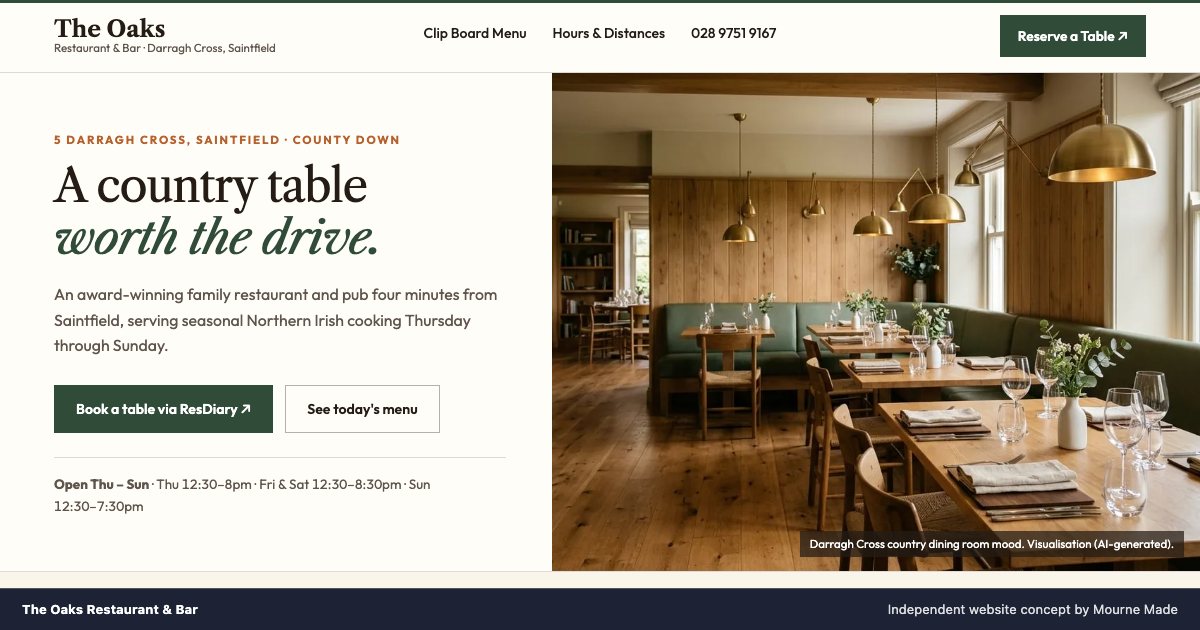 The Oaks
Restaurant & Bar · Darragh Cross, Saintfield
Clip Board Menu
Hours & Distances
028 9751 9167
Reserve a Table ↗
5 DARRAGH CROSS, SAINTFIELD · COUNTY DOWN
A country table
worth the drive.
An award-winning family restaurant and pub four minutes from
Saintfield, serving seasonal Northern Irish cooking Thursday
through Sunday.
Book a table via ResDiary ↗
See today's menu
Open Thu – Sun · Thu 12:30–8pm · Fri & Sat 12:30–8:30pm · Sun
12:30–7:30pm
Darragh Cross country dining room mood. Visualisation (AI-generated).
The Oaks Restaurant & Bar
Independent website concept by Mourne Made